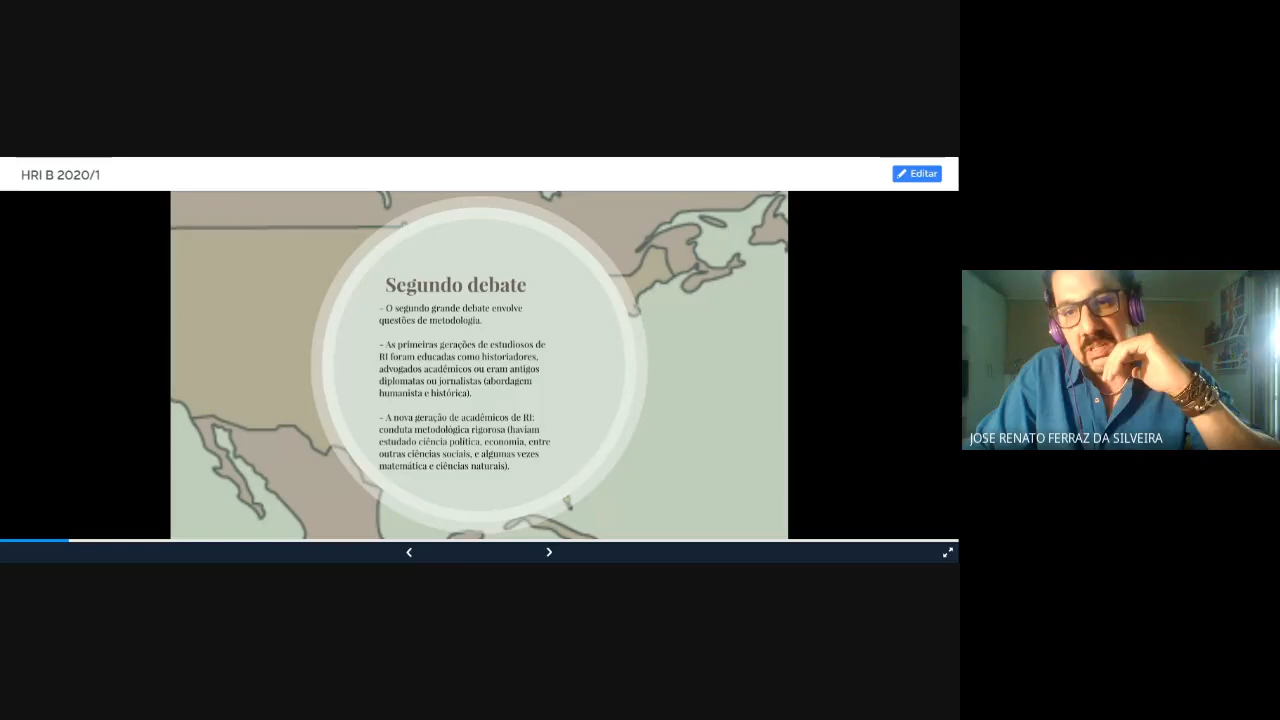 HRI B 2020/1
Editar
Segundo debate
- O segundo grande debate envolve
questões de metodologia.
- As primeiras gerações de estudiosos de
RI foram educadas como historiadores,
advogados acadêmicos ou eram antigos
diplomatas ou jornalistas (abordagem
humanista e histórica).
- A nova geração de acadêmicos de RI:
conduta metodológica rigorosa (haviam
estudado ciência política, economia, entre
outras ciências sociais, e algumas vezes
matemática e ciências naturais).
JOSE RENATO FERRAZ DA SILVEIRA